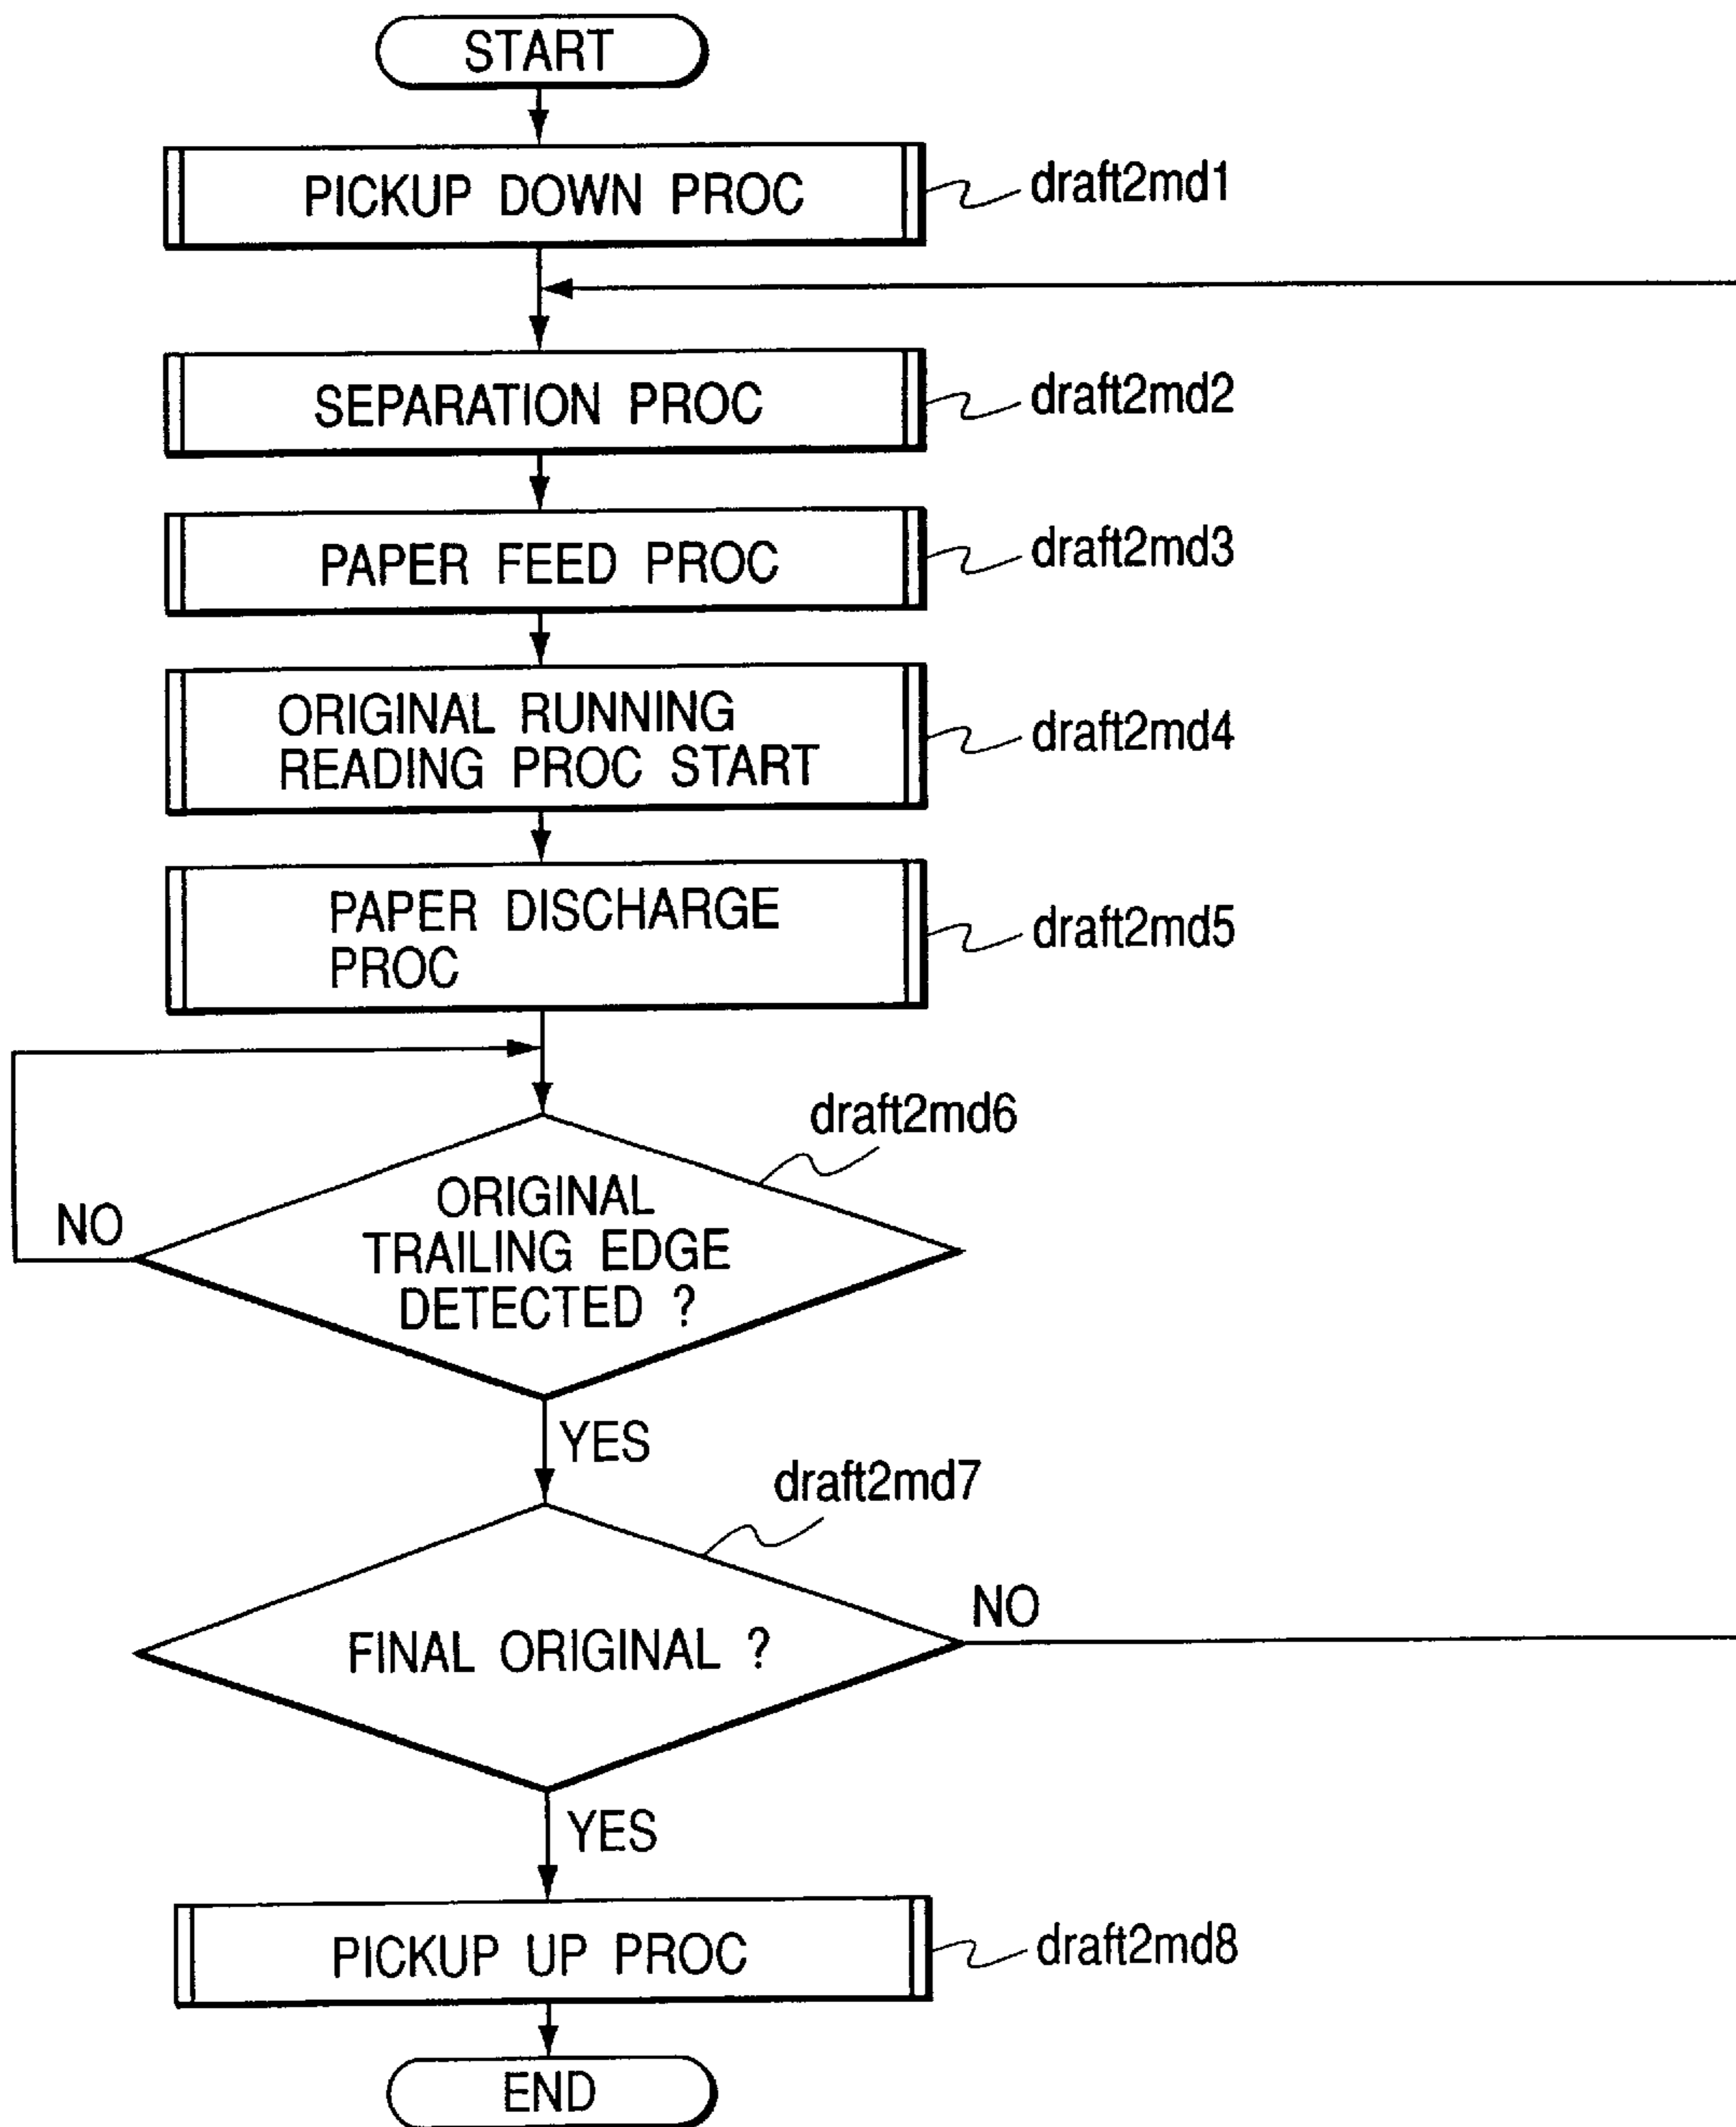 START
PICKUP DOWN PROC
draft2md1
SEPARATION PROC
draft2md2
PAPER FEED PROC
draft2md3
ORIGINAL RUNNING
READING PROC START
draft2md4
PAPER DISCHARGE
PROC
draft2md5
draft2md6
ORIGINAL
TRAILING EDGE
DETECTED ?
NO
YES
draft2md7
FINAL ORIGINAL ?
NO
YES
PICKUP UP PROC
draft2md8
END